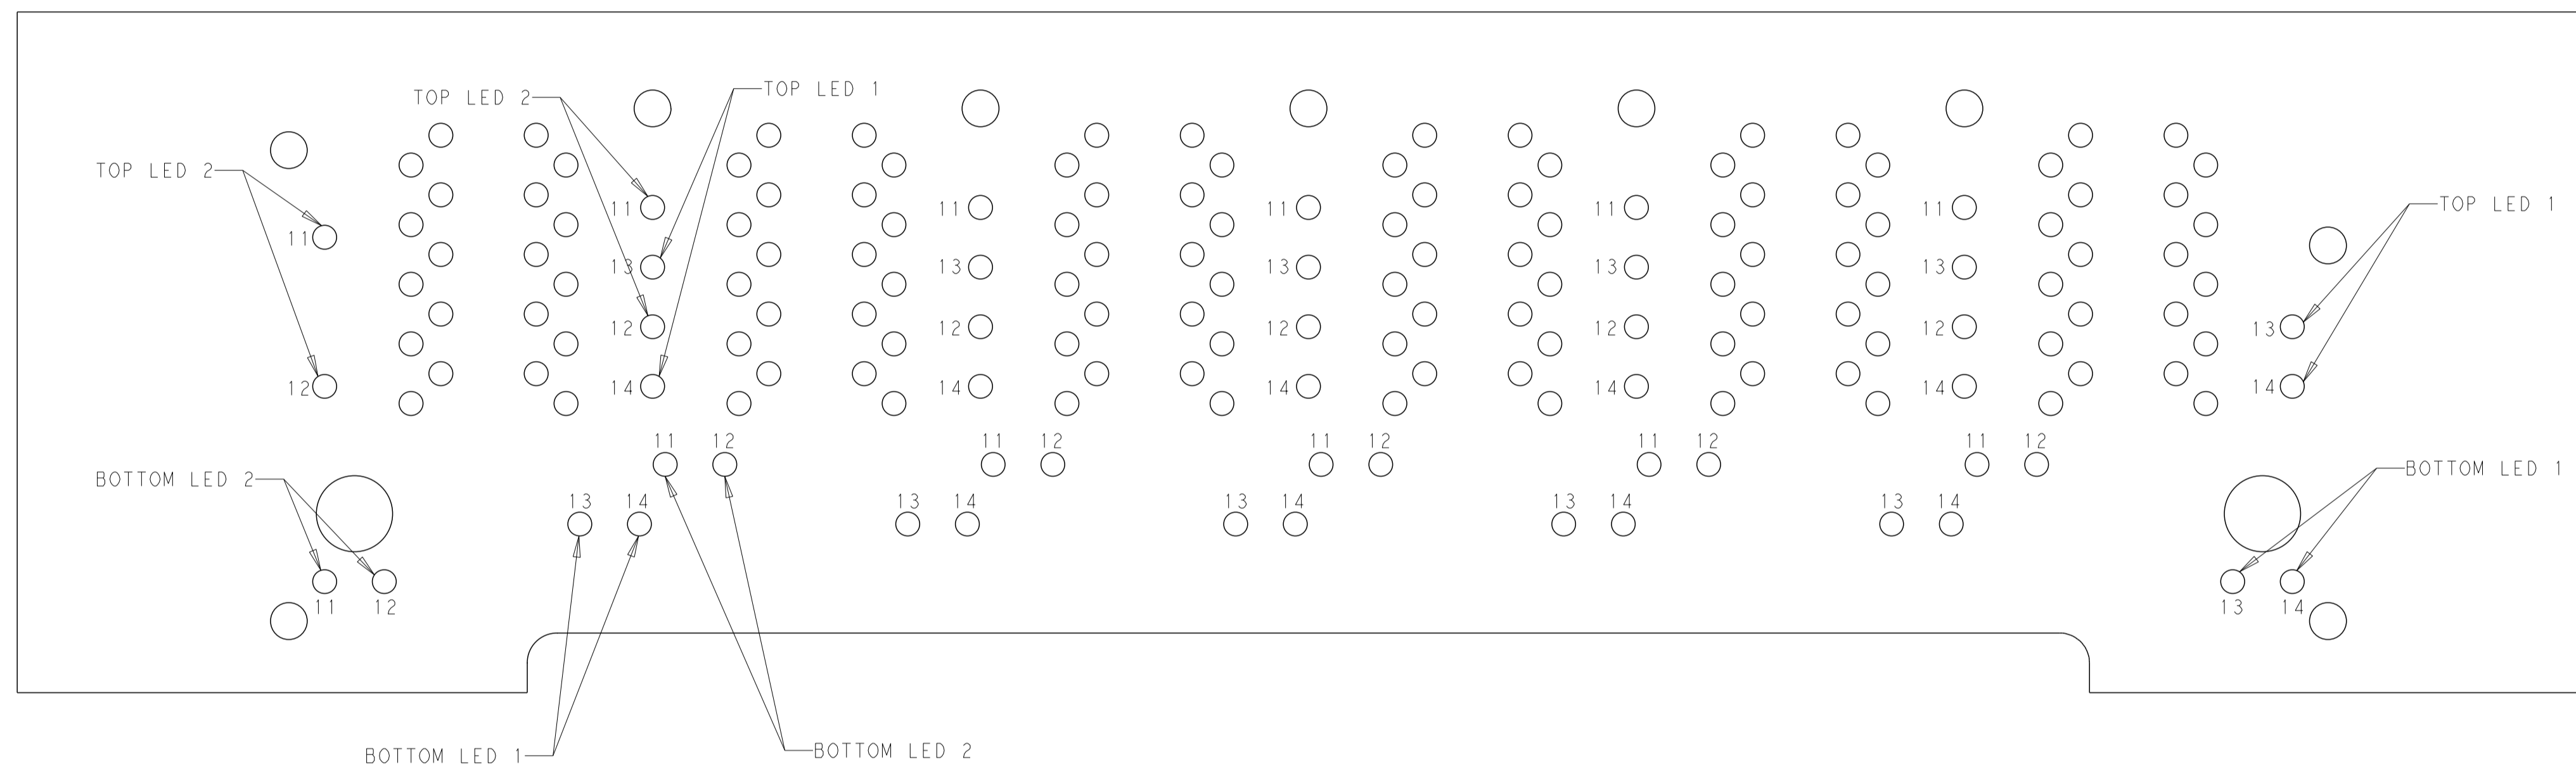 TOP LED 2 TOP LED 1
TOP LED 2
TOP LED 1
11 11 11 11 11
11
13 13 13 13 13
12 12 12 12 12 13
12 14 14 14 14 14 14
11 12 11 12 11 12 11 12 11 12
BOTTOM LED 2 BOTTOM LED 1
13 14 13 14 13 14 13 14 13 14
11 12 13 14
BOTTOM LED 1 BOTTOM LED 2